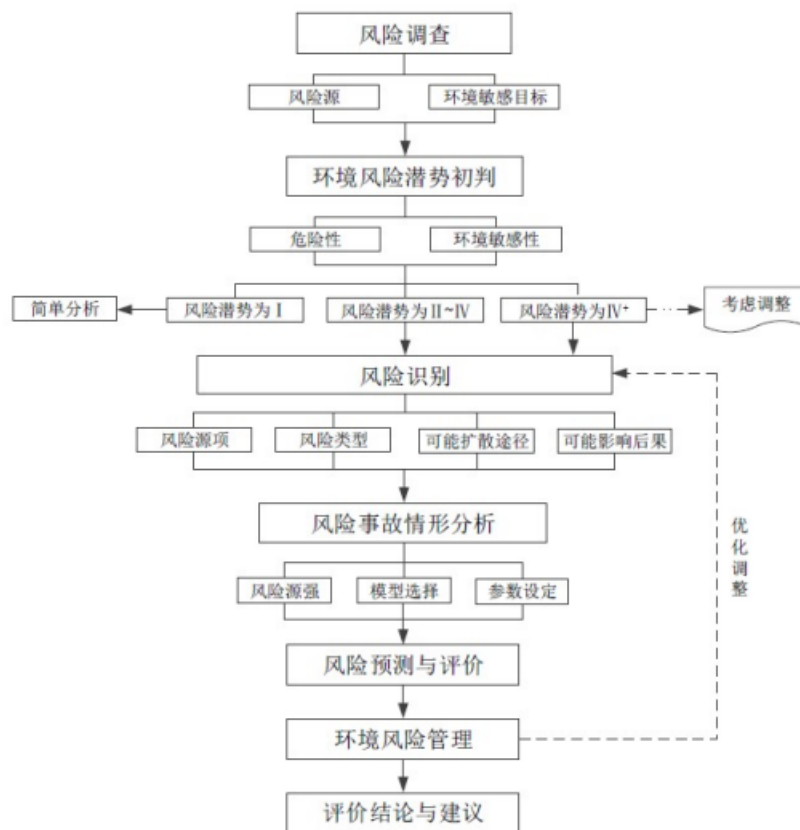 风险调查
风险源 环境敏感目标
环境风险潜势初判
危险性 环境敏感性
简单分析 风险潜势为Ⅰ 风险潜势为Ⅱ~Ⅳ 风险潜势为Ⅳ⁺ 考虑调整
风险识别
风险源项 风险类型 可能扩散途径 可能影响后果
风险事故情形分析
优化调整
风险源强 模型选择 参数设定
风险预测与评价
环境风险管理
评价结论与建议